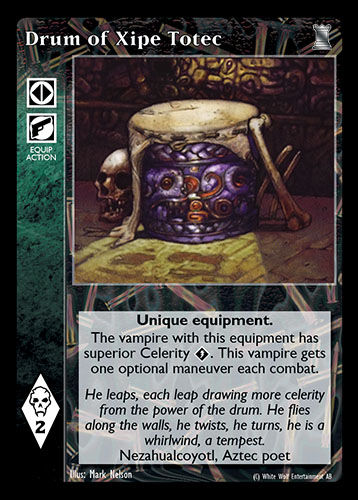 Drum of Xipe Totec
EQUIP
ACTION
Unique equipment.
The vampire with this equipment has
superior Celerity . This vampire gets
one optional maneuver each combat.
He leaps, each leap drawing more celerity
from the power of the drum. He flies
along the walls, he twists, he turns, he is a
whirlwind, a tempest.
Nezahualcoyotl, Aztec poet
2
Illus: Mark Nelson
(C) White Wolf Entertainment AB